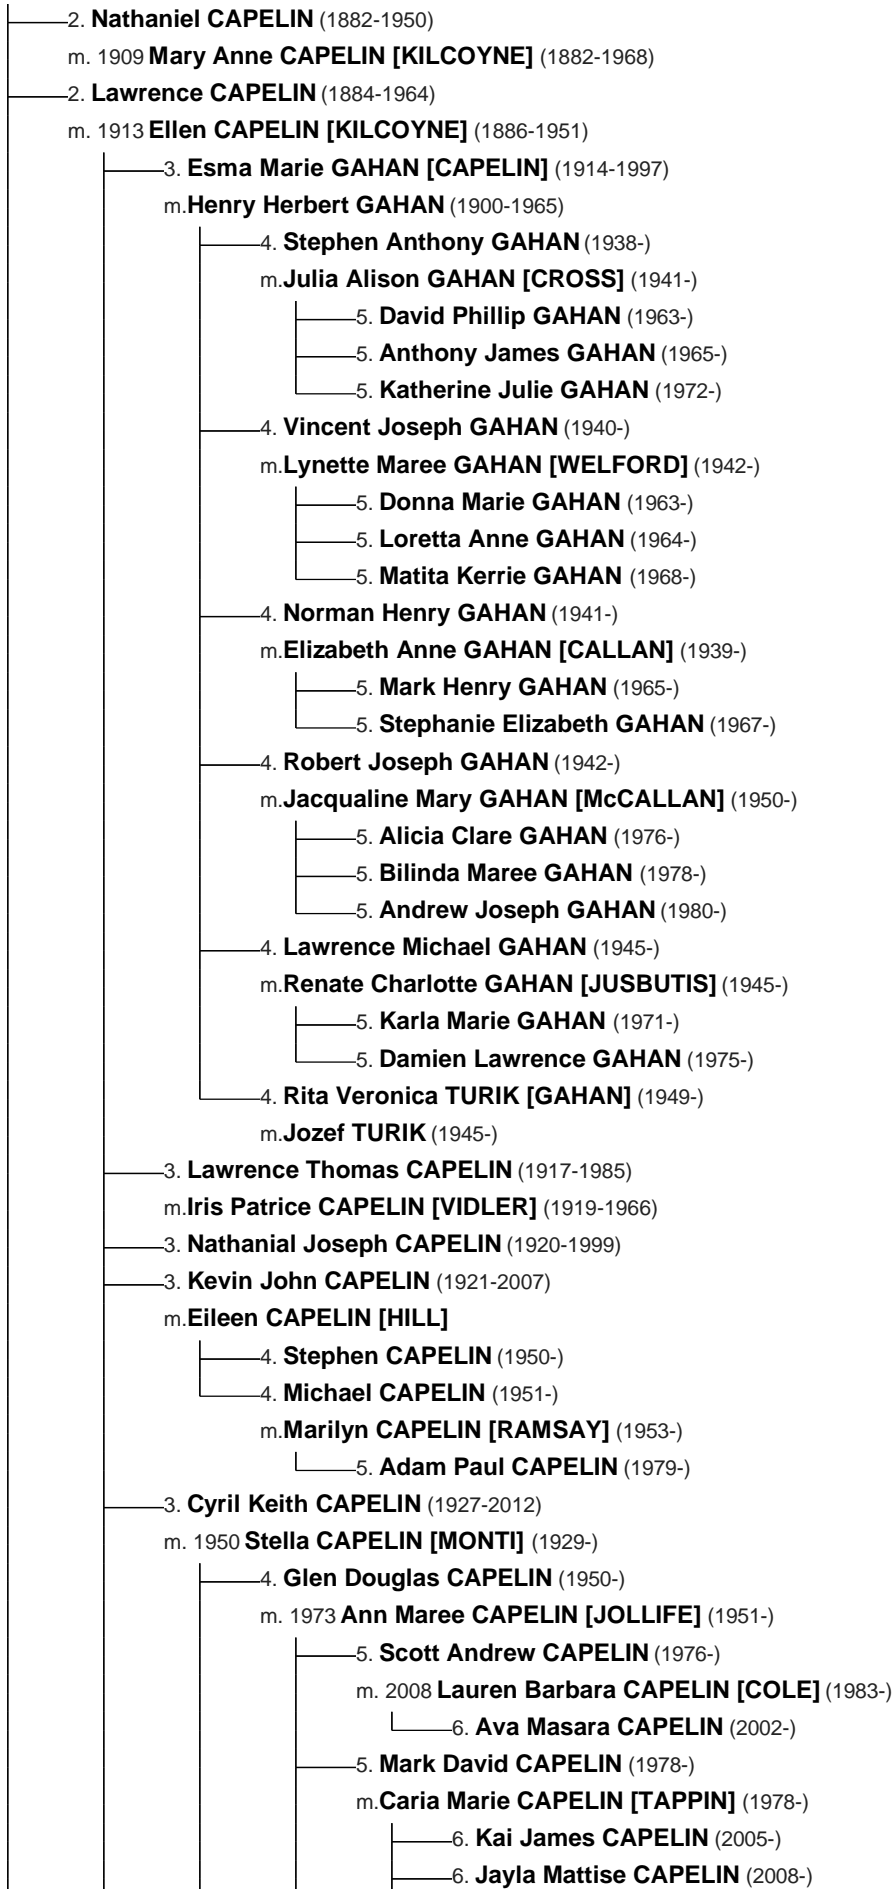 2. Nathaniel CAPELIN (1882-1950)
m. 1909 Mary Anne CAPELIN [KILCOYNE] (1882-1968)
2. Lawrence CAPELIN (1884-1964)
m. 1913 Ellen CAPELIN [KILCOYNE] (1886-1951)
3. Esma Marie GAHAN [CAPELIN] (1914-1997)
m.Henry Herbert GAHAN (1900-1965)
4. Stephen Anthony GAHAN (1938-)
m.Julia Alison GAHAN [CROSS] (1941-)
5. David Phillip GAHAN (1963-)
5. Anthony James GAHAN (1965-)
5. Katherine Julie GAHAN (1972-)
4. Vincent Joseph GAHAN (1940-)
m.Lynette Maree GAHAN [WELFORD] (1942-)
5. Donna Marie GAHAN (1963-)
5. Loretta Anne GAHAN (1964-)
5. Matita Kerrie GAHAN (1968-)
4. Norman Henry GAHAN (1941-)
m.Elizabeth Anne GAHAN [CALLAN] (1939-)
5. Mark Henry GAHAN (1965-)
5. Stephanie Elizabeth GAHAN (1967-)
4. Robert Joseph GAHAN (1942-)
m.Jacqualine Mary GAHAN [McCALLAN] (1950-)
5. Alicia Clare GAHAN (1976-)
5. Bilinda Maree GAHAN (1978-)
5. Andrew Joseph GAHAN (1980-)
4. Lawrence Michael GAHAN (1945-)
m.Renate Charlotte GAHAN [JUSBUTIS] (1945-)
5. Karla Marie GAHAN (1971-)
5. Damien Lawrence GAHAN (1975-)
4. Rita Veronica TURIK [GAHAN] (1949-)
m.Jozef TURIK (1945-)
3. Lawrence Thomas CAPELIN (1917-1985)
m.Iris Patrice CAPELIN [VIDLER] (1919-1966)
3. Nathanial Joseph CAPELIN (1920-1999)
3. Kevin John CAPELIN (1921-2007)
m.Eileen CAPELIN [HILL]
4. Stephen CAPELIN (1950-)
4. Michael CAPELIN (1951-)
m.Marilyn CAPELIN [RAMSAY] (1953-)
5. Adam Paul CAPELIN (1979-)
3. Cyril Keith CAPELIN (1927-2012)
m. 1950 Stella CAPELIN [MONTI] (1929-)
4. Glen Douglas CAPELIN (1950-)
m. 1973 Ann Maree CAPELIN [JOLLIFE] (1951-)
5. Scott Andrew CAPELIN (1976-)
m. 2008 Lauren Barbara CAPELIN [COLE] (1983-)
6. Ava Masara CAPELIN (2002-)
5. Mark David CAPELIN (1978-)
m.Caria Marie CAPELIN [TAPPIN] (1978-)
6. Kai James CAPELIN (2005-)
6. Jayla Mattise CAPELIN (2008-)